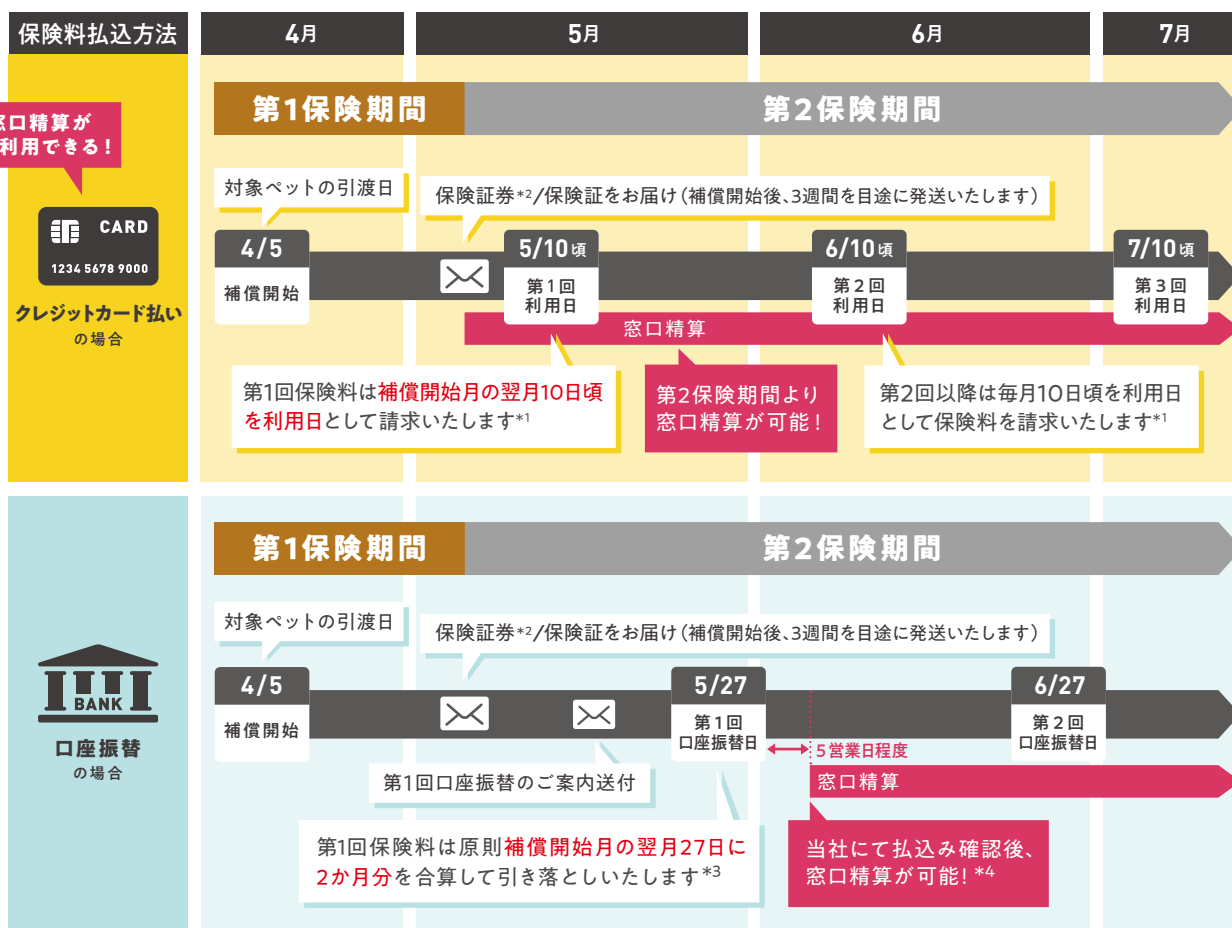 保険料払込方法
4月
5月
6月
7月
窓口精算が
利用できる!
CARD
1234 5678 9000
クレジットカード払い
の場合
第1保険期間
第2保険期間
対象ペットの引渡日
保険証券*2/保険証をお届け(補償開始後、3週間を目途に発送いたします)
4/5
補償開始
5/10頃
第1回
利用日
6/10頃
第2回
利用日
7/10頃
第3回
利用日
窓口精算
第1回保険料は補償開始月の翌月10日頃
を利用日として請求いたします*1
第2保険期間より
窓口精算が可能!
第2回以降は毎月10日頃を利用日
として保険料を請求いたします*1
BANK
口座振替
の場合
第1保険期間
第2保険期間
対象ペットの引渡日
保険証券*2/保険証をお届け(補償開始後、3週間を目途に発送いたします)
4/5
補償開始
5/27
第1回
口座振替日
6/27
第2回
口座振替日
5営業日程度
窓口精算
第1回口座振替のご案内送付
第1回保険料は原則補償開始月の翌月27日に
2か月分を合算して引き落としいたします*3
当社にて払込み確認後、
窓口精算が可能!*4